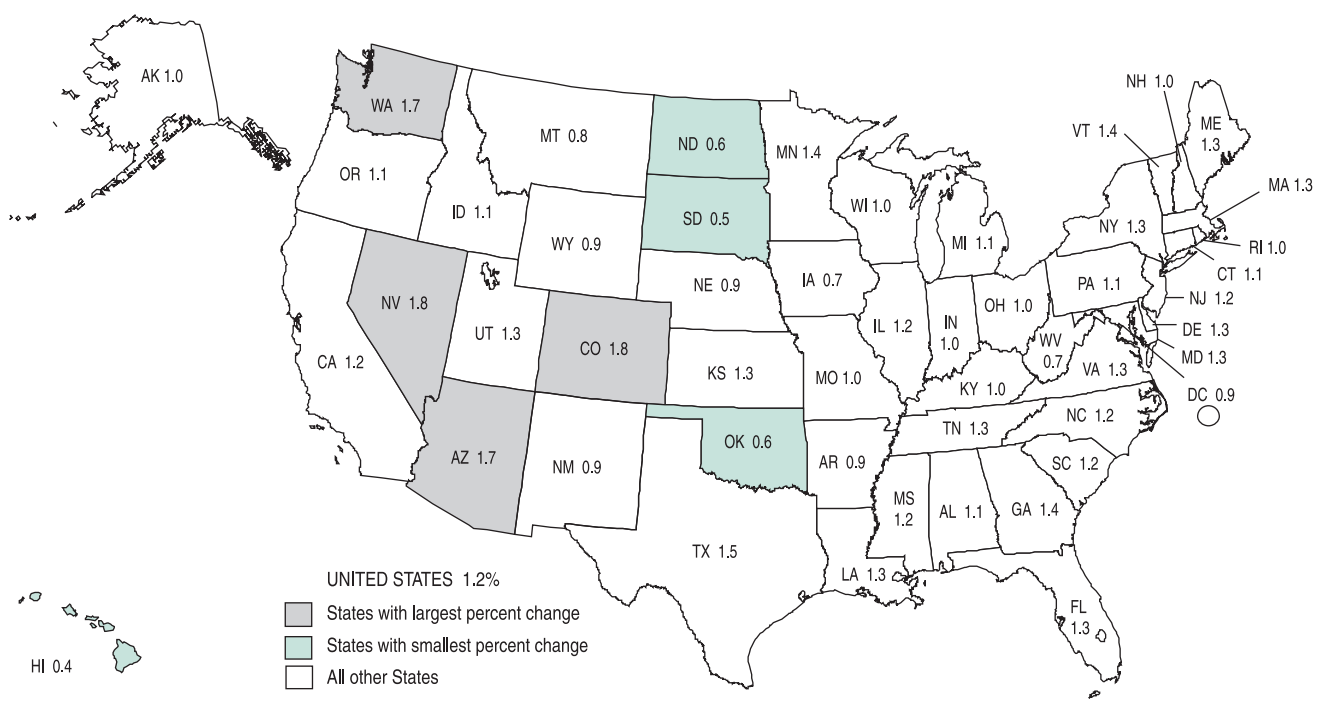 AK 1.0
WA 1.7
MT 0.8
ND 0.6
MN 1.4
NH 1.0
VT 1.4
ME
1.3
OR 1.1
ID 1.1
WY 0.9
SD 0.5
WI 1.0
MI 1.1
NY 1.3
MA 1.3
RI 1.0
CT 1.1
NV 1.8
UT 1.3
CO 1.8
NE 0.9
IA 0.7
IL 1.2
IN
1.0
OH 1.0
PA 1.1
NJ 1.2
DE 1.3
MD 1.3
DC 0.9
CA 1.2
KS 1.3
MO 1.0
KY 1.0
WV
0.7
VA 1.3
AZ 1.7
NM 0.9
OK 0.6
AR 0.9
TN 1.3
NC 1.2
SC 1.2
MS
1.2
AL 1.1
GA 1.4
TX 1.5
LA 1.3
FL
1.3
HI 0.4
UNITED STATES 1.2%
States with largest percent change
States with smallest percent change
All other States